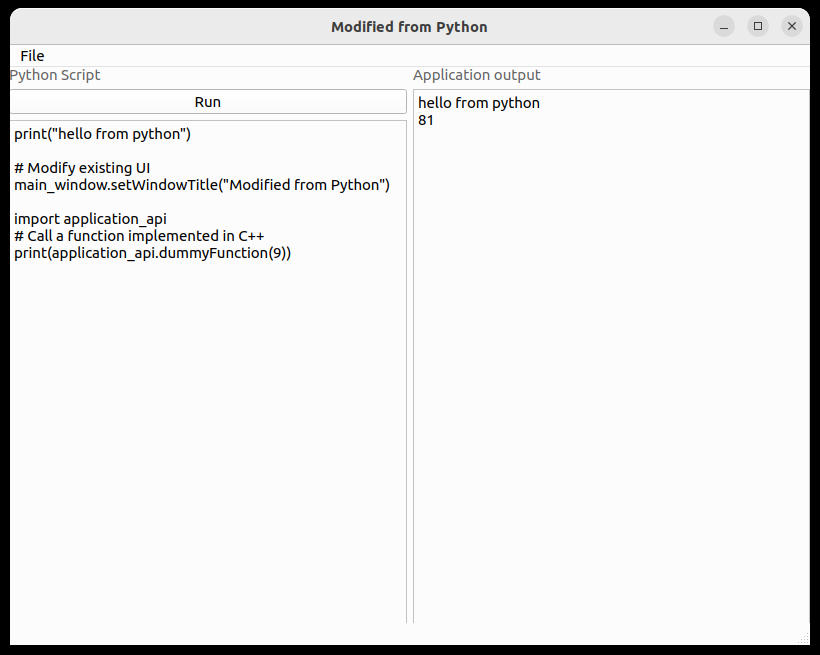 Modified from Python
File
Python Script
Run
print("hello from python")
# Modify existing UI
main_window.setWindowTitle("Modified from Python")
import application_api
# Call a function implemented in C++
print(application_api.dummyFunction(9))
Application output
hello from python
81